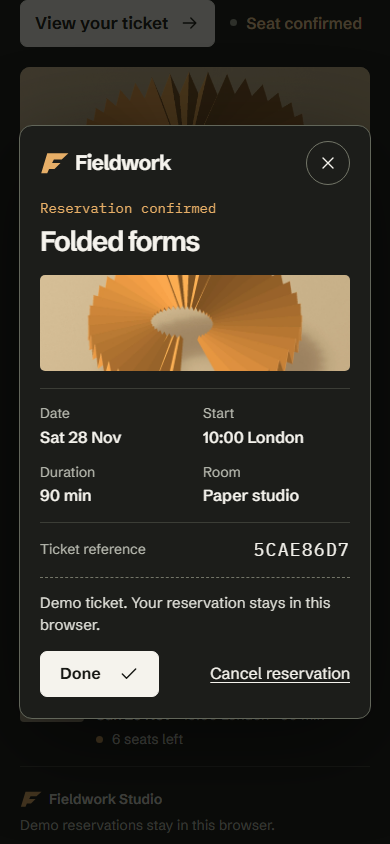 View your ticket
Seat confirmed
Fieldwork
Reservation confirmed
Folded forms
Date
Start
Sat 28 Nov
10:00 London
Duration
Room
90 min
Paper studio
Ticket reference
5CAE86D7
Demo ticket. Your reservation stays in this
browser.
Done
Cancel reservation
6 seats left
Fieldwork Studio
Demo reservations stay in this browser.